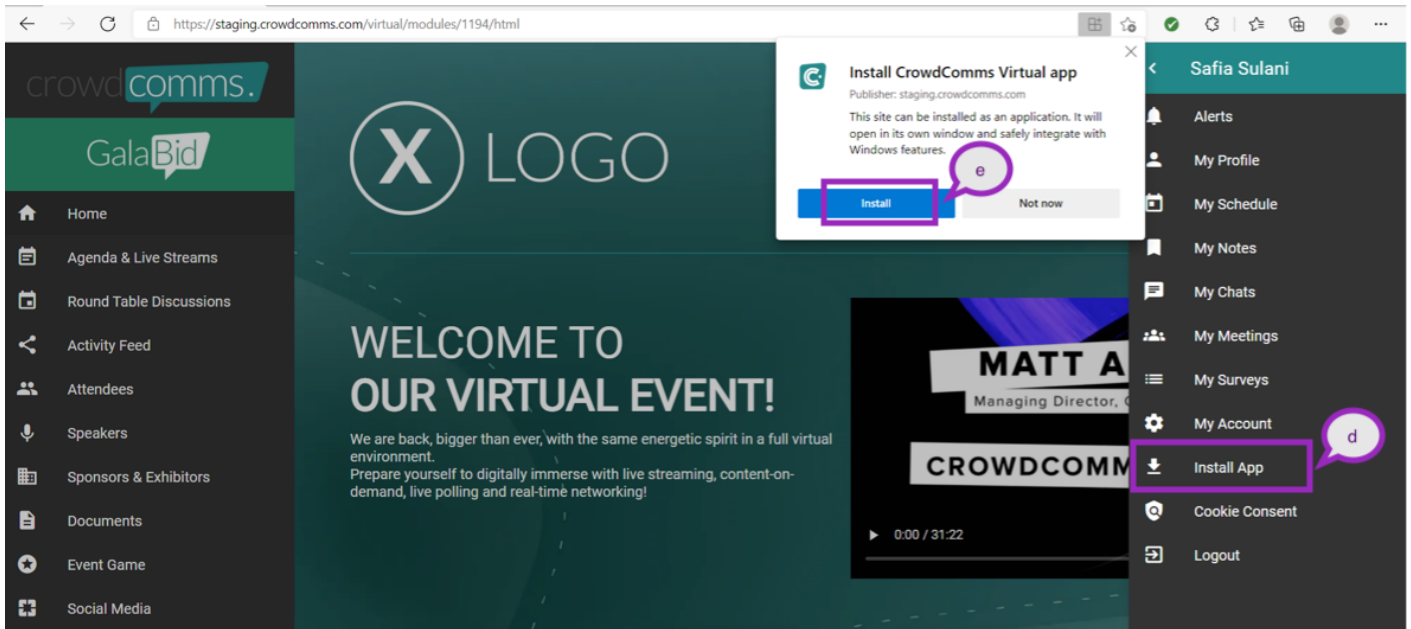 https://staging.crowdcomms.com/virtual/modules/1194/html
crowdcomms.
GalaBid
Home
Agenda & Live Streams
Round Table Discussions
Activity Feed
Attendees
Speakers
Sponsors & Exhibitors
Documents
Event Game
Social Media
X LOGO
WELCOME TO
OUR VIRTUAL EVENT!
We are back, bigger than ever, with the same energetic spirit in a full virtual
environment.
Prepare yourself to digitally immerse with live streaming, content-on-
demand, live polling and real-time networking!
MATT A
Managing Director,
CROWDCOMM
0:00 / 31:22
Install CrowdComms Virtual app
Publisher: staging.crowdcomms.com
This site can be installed as an application. It will
open in its own window and safely integrate with
Windows features.
e
Install
Not now
Safia Sulani
Alerts
My Profile
My Schedule
My Notes
My Chats
My Meetings
My Surveys
My Account
d
Install App
Cookie Consent
Logout